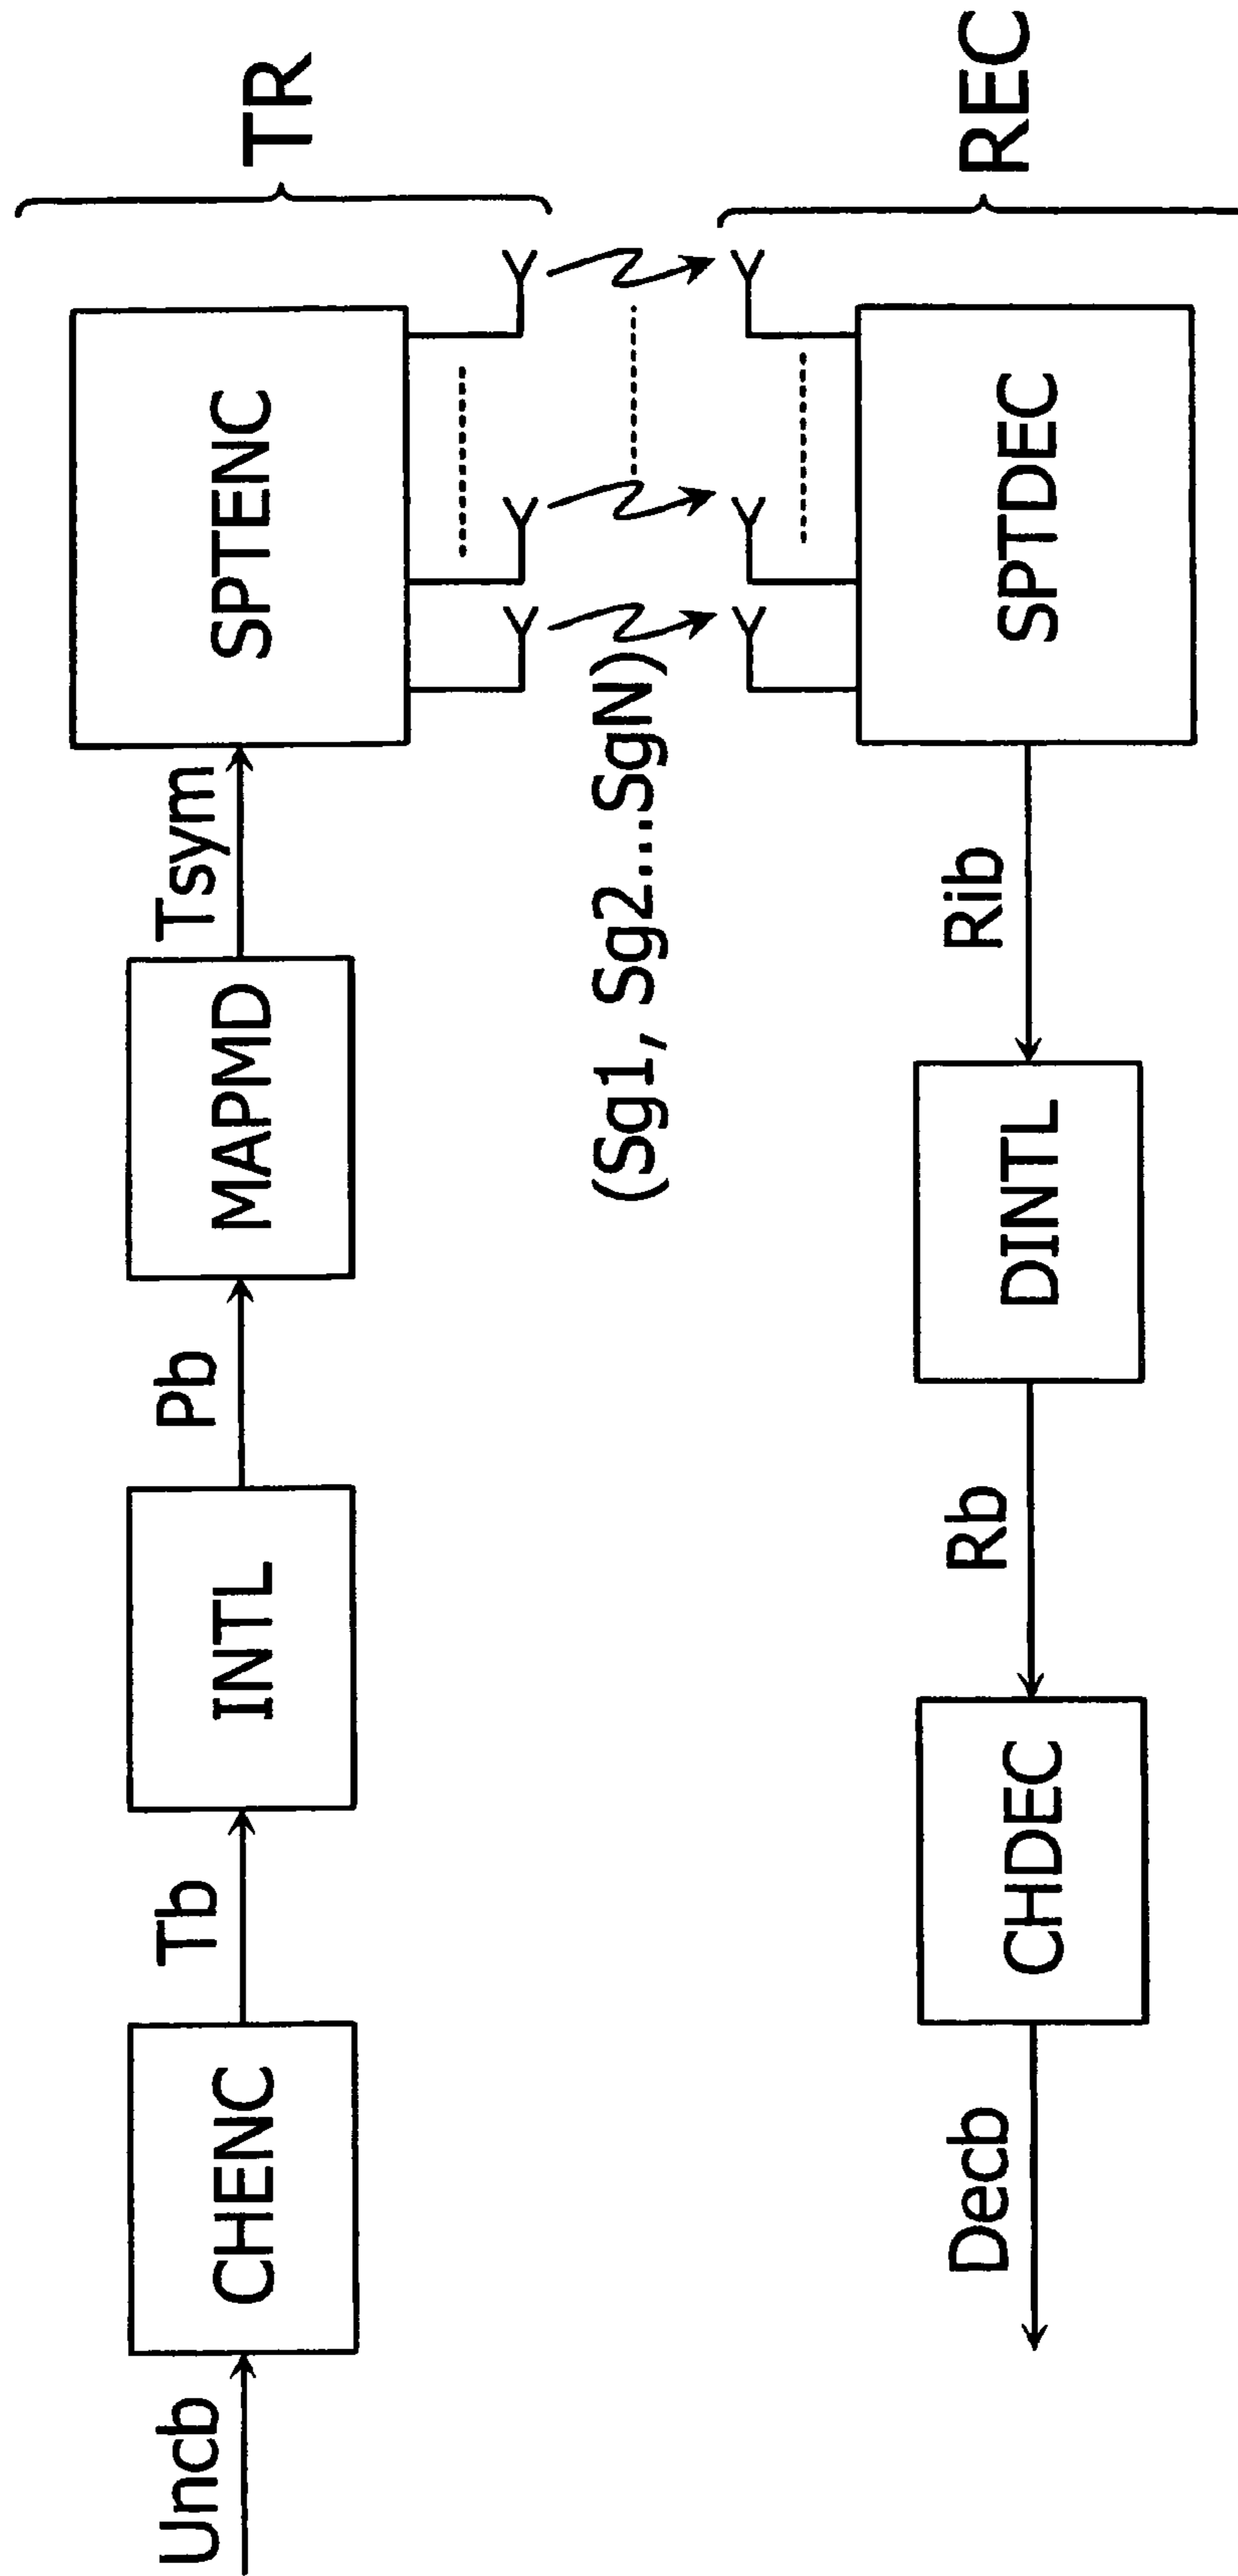 Uncb
CHENC
Tb
INTL
Pb
MAPMD
Tsym
SPTENC
TR
(Sg1, Sg2...SgN)
Decb
CHDEC
Rb
DINTL
Rib
SPTDEC
REC